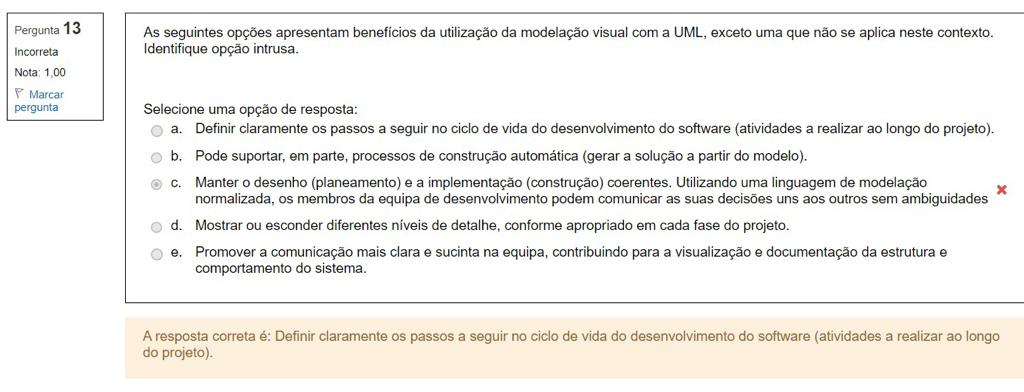 Pergunta 13
Incorreta
Nota: 1,00
Marcar
pergunta
As seguintes opções apresentam benefícios da utilização da modelação visual com a UML, exceto uma que não se aplica neste contexto.
Identifique opção intrusa.
Selecione uma opção de resposta:
a. Definir claramente os passos a seguir no ciclo de vida do desenvolvimento do software (atividades a realizar ao longo do projeto).
b. Pode suportar, em parte, processos de construção automática (gerar a solução a partir do modelo).
c. Manter o desenho (planeamento) e a implementação (construção) coerentes. Utilizando uma linguagem de modelação
normalizada, os membros da equipa de desenvolvimento podem comunicar as suas decisões uns aos outros sem ambiguidades
d. Mostrar ou esconder diferentes níveis de detalhe, conforme apropriado em cada fase do projeto.
e. Promover a comunicação mais clara e sucinta na equipa, contribuindo para a visualização e documentação da estrutura e
comportamento do sistema.
A resposta correta é: Definir claramente os passos a seguir no ciclo de vida do desenvolvimento do software (atividades a realizar ao longo
do projeto).